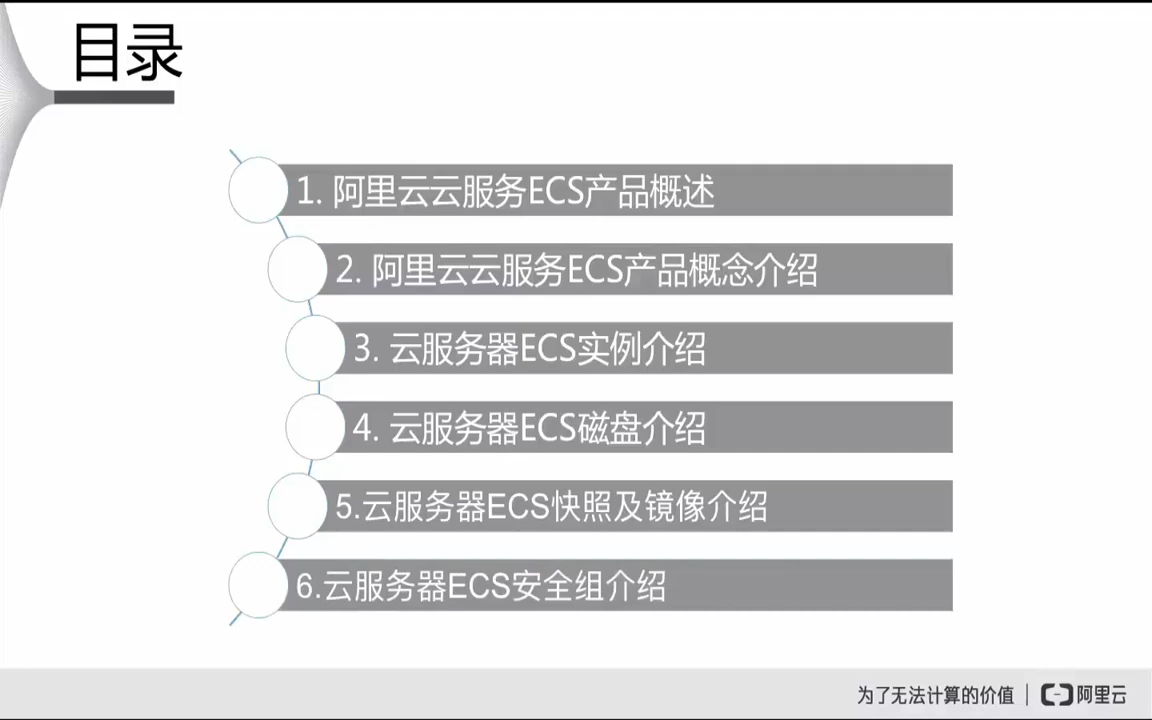 目录
1. 阿里云云服务ECS产品概述
2. 阿里云云服务ECS产品概念介绍
3. 云服务器ECS实例介绍
4. 云服务器ECS磁盘介绍
5.云服务器ECS快照及镜像介绍
6.云服务器ECS安全组介绍
为了无法计算的价值 | 阿里云